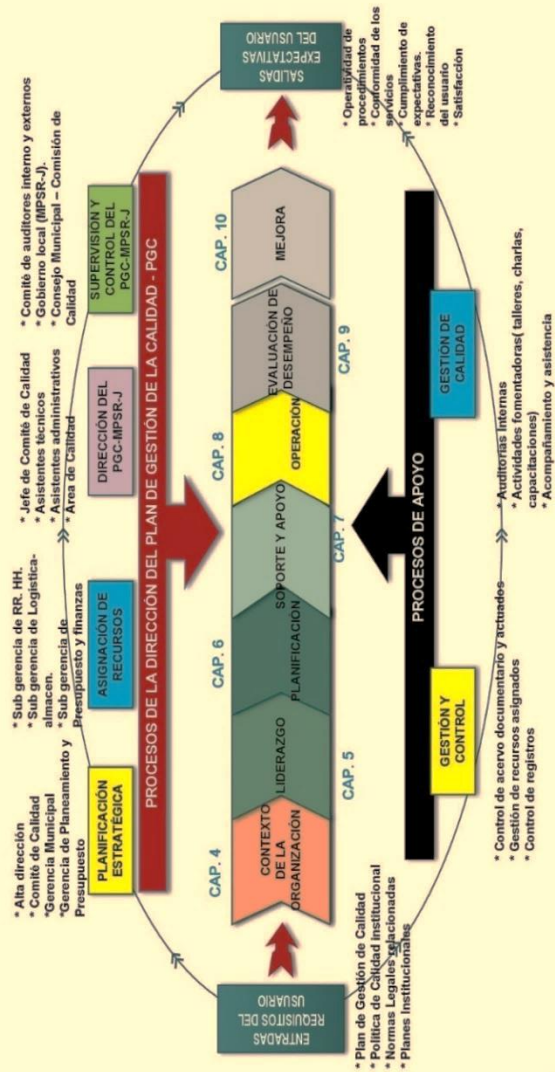 * Alta dirección
* Comité de Calidad
*Gerencia Municipal
*Gerencia de Planeamiento y
Presupuesto
* Sub gerencia de RR. HH.
* Sub gerencia de Logística-
almacen.
* Sub gerencia de
Presupuesto y finanzas
* Jefe de Comité de Calidad
* Asistentes técnicos
* Asistentes administrativos
* Área de Calidad
* Comité de auditores interno y externos
* Gobierno local (MPSR-J).
* Consejo Municipal – Comisión de
Calidad
PLANIFICACIÓN
ESTRATÉGICA
ASIGNACIÓN DE
RECURSOS
DIRECCIÓN DEL
PGC-MPSR-J
SUPERVISION Y
CONTROL DEL
PGC-MPSR-J
PROCESOS DE LA DIRECCIÓN DEL PLAN DE GESTIÓN DE LA CALIDAD - PGC
ENTRADAS
REQUISITOS DEL
USUARIO
CAP. 4
CONTEXTO
DE LA
ORGANIZACIÓN
LIDERAZGO
CAP. 5
CAP. 6
PLANIFICACIÓN
SOPORTE Y APOYO
CAP. 7
CAP. 8
OPERACIÓN
EVALUACIÓN DE
DESEMPEÑO
CAP. 9
CAP. 10
MEJORA
SALIDAS
EXPECTATIVAS
DEL USUARIO
* Plan de Gestión de Calidad
* Política de Calidad institucional
* Normas Legales relacionadas
* Planes Institucionales
* Operatividad de
procedimientos
* Conformidad de los
servicios
* Cumplimiento de
expectativas.
* Reconocimiento
del usuario
* Satisfacción
PROCESOS DE APOYO
GESTIÓN Y
CONTROL
GESTIÓN DE
CALIDAD
* Control de acervo documentario y actuados
* Gestión de recursos asignados
* Control de registros
* Auditorias Internas
* Actividades fomentadoras( talleres, charlas,
capacitaciones)
* Acompañamiento y asistencia